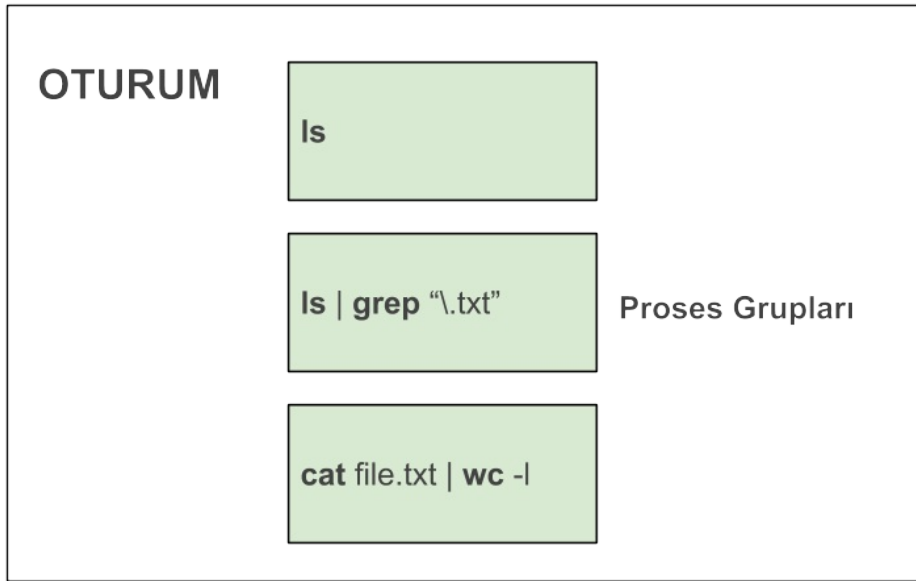 OTURUM
ls
ls | grep “\.txt”
Proses Grupları
cat file.txt | wc -l